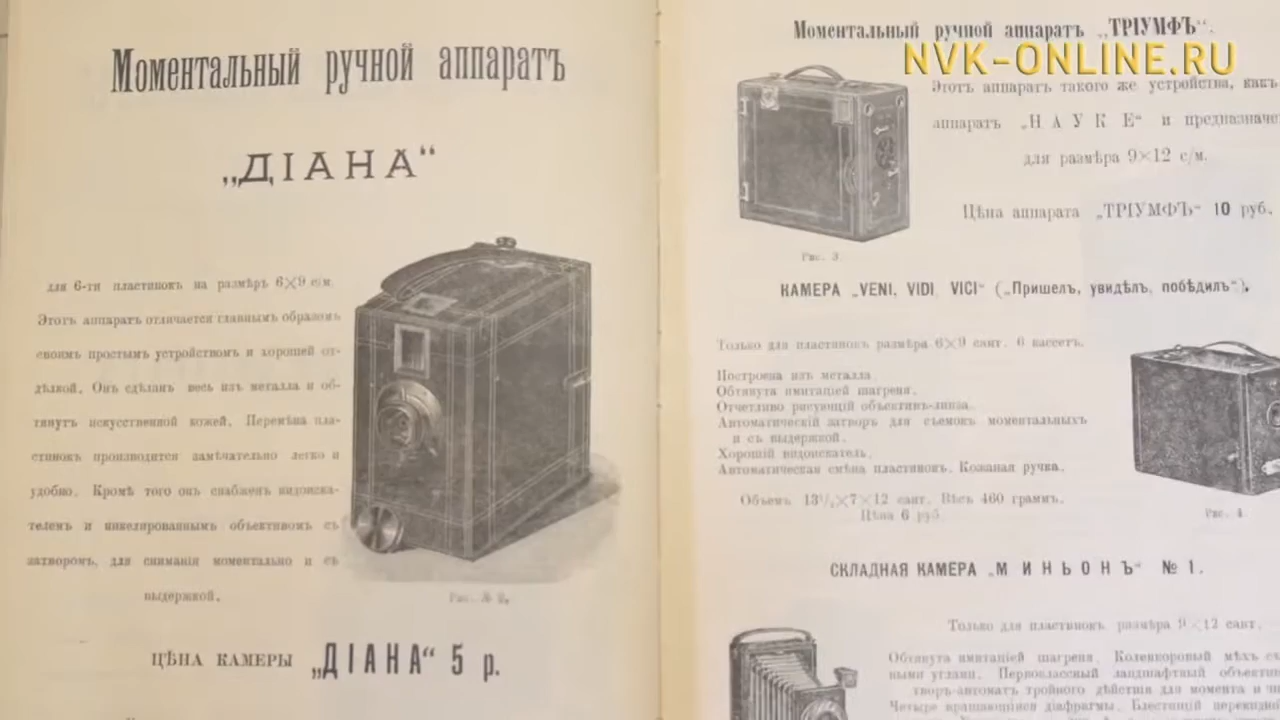 Моментальный ручной аппаратъ
„ДІАНА“
для 6-ти пластинокъ на размѣръ 6×9 с/м.
Этотъ аппаратъ отличается главнымъ образомъ
своимъ простымъ устройствомъ и хорошей от-
дѣлкой. Онъ сдѣланъ весь изъ металла и об-
тянутъ искусственной кожей. Перемѣна пла-
стинокъ производится замѣчательно легко и
удобно. Кромѣ того онъ снабженъ видоиска-
телемъ и никелированнымъ объективомъ съ
затворомъ, для снимания моментально и съ
выдержкой.
Рис. № 2.
ЦѢНА КАМЕРЫ „ДІАНА“ 5 р.
Моментальный ручной аппаратъ „ТРІУМФЪ“.
NVK-ONLINE.RU
Этотъ аппаратъ такого же устройства, какъ
аппаратъ „НАУКЕ“ и предназначе
для размѣра 9×12 с/м.
Цѣна аппарата „ТРІУМФЪ“ 10 руб.
Рис. 3.
КАМЕРА „VENI, VIDI, VICI“ („Пришелъ, увидѣлъ, побѣдилъ“).
Только для пластинокъ размѣра 6×9 сант. 6 кассетъ.
Построена изъ металла.
Обтянута имитаціей шагреня.
Отчетливо рисующій объективъ-линза.
Автоматическій затворъ для съемокъ моментальныхъ
и съ выдержкой.
Хорошій видоискатель.
Автоматическая смѣна пластинокъ. Кожаная ручка.
Объемъ 13½×7×12 сант. Вѣсъ 460 граммъ.
Цѣна 6 руб.
Рис. 4.
СКЛАДНАЯ КАМЕРА „МИНЬОНЪ“ № 1.
Только для пластинокъ размѣра 9×12 сант.
Обтянута имитаціей шагреня. Коленкоровый мѣхъ
ными углами. Первоклассный ландшафтный объектив
творъ-автоматъ тройного дѣйствія для момента и
Четыре вращающіяся діафрагмы. Блестящій перекидно